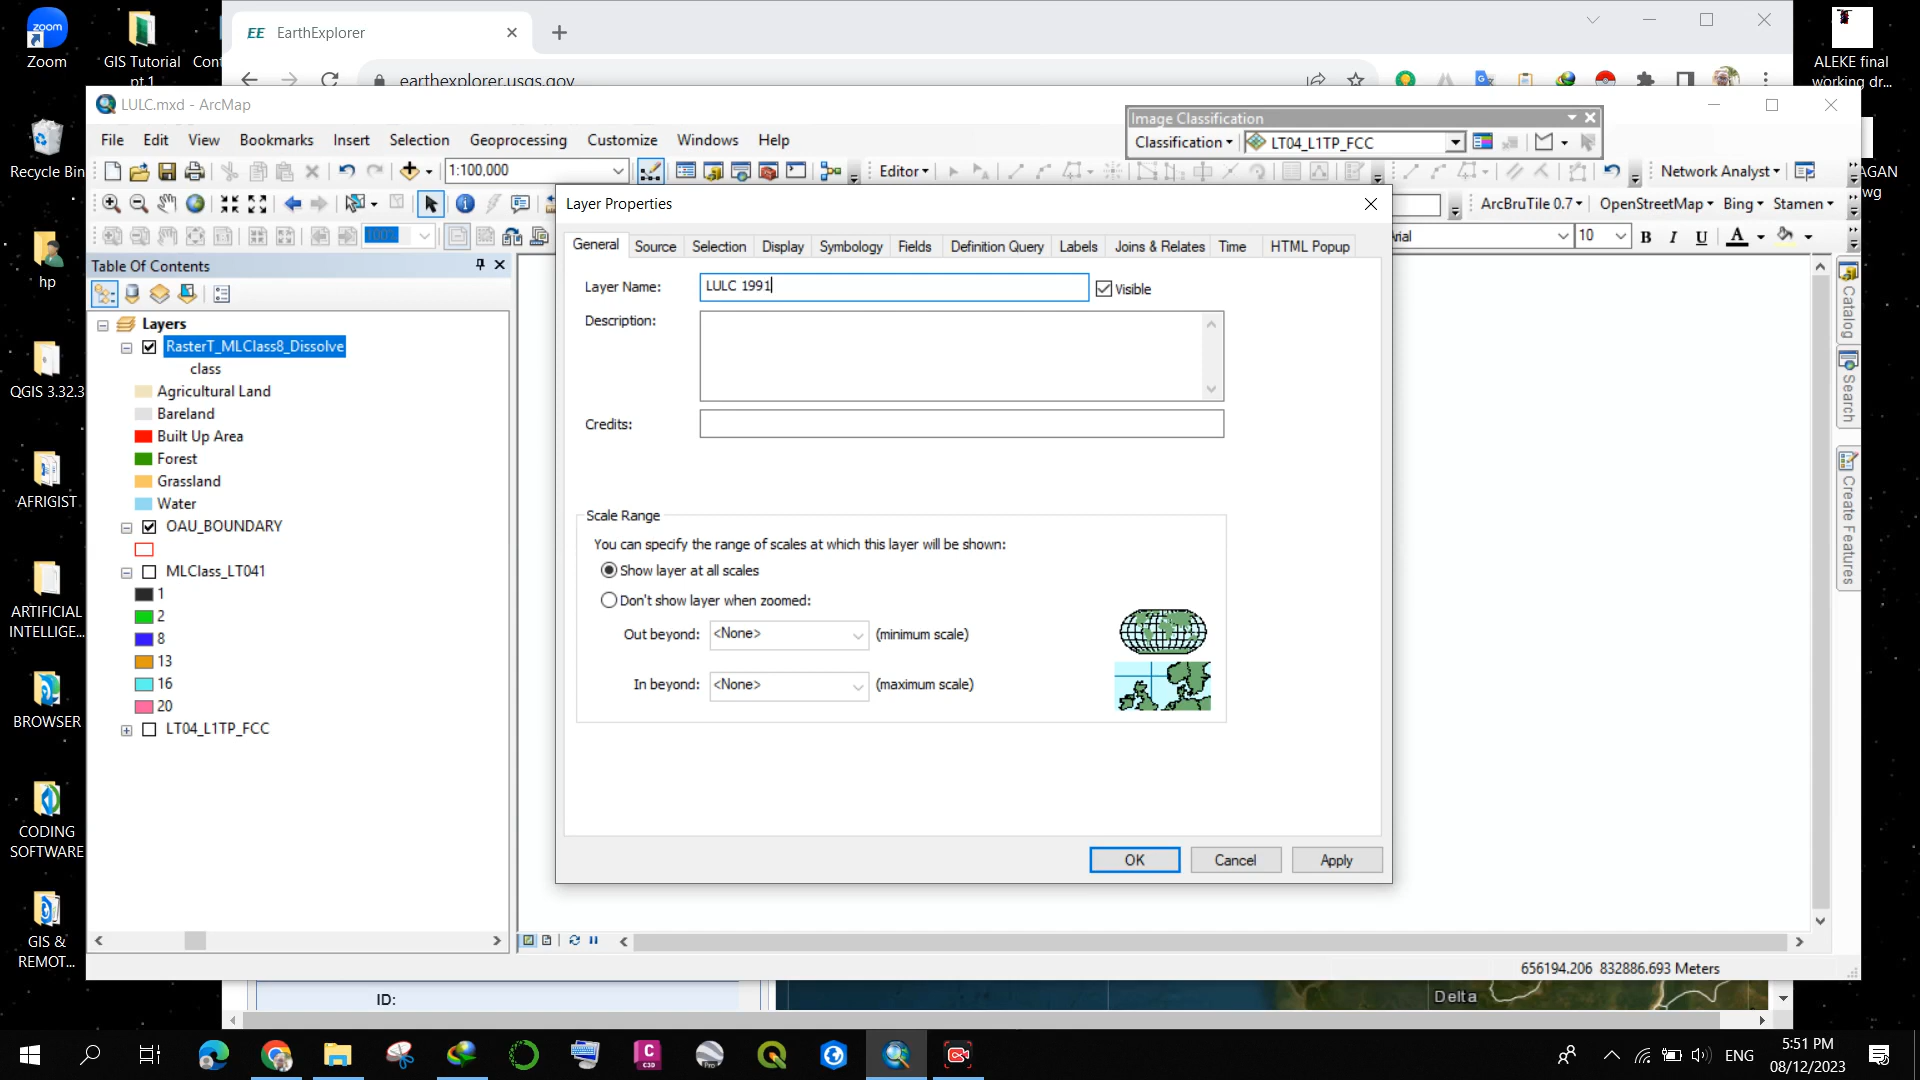 Zoom
GIS Tutorial
pt 1
Recycle Bin
hp
QGIS 3.32.3
AFRIGIST
ARTIFICIAL
INTELLIGE...
BROWSER
CODING
SOFTWARE
GIS &
REMOT...
ALEKE final
working dr...
EE EarthExplorer
earthexplorer.usgs.gov
LULC.mxd - ArcMap
File Edit View Bookmarks Insert Selection Geoprocessing Customize Windows Help
Image Classification
Classification LT04_L1TP_FCC
1:100,000
Editor
Network Analyst
ArcBruTile 0.7 OpenStreetMap Bing Stamen
100%
10 B I U A
Table Of Contents
Layers
RasterT_MLClass8_Dissolve
class
Agricultural Land
Bareland
Built Up Area
Forest
Grassland
Water
OAU_BOUNDARY
MLClass_LT041
1
2
8
13
16
20
LT04_L1TP_FCC
Layer Properties
General Source Selection Display Symbology Fields Definition Query Labels Joins & Relates Time HTML Popup
Layer Name: LULC 1991
Visible
Description:
Credits:
Scale Range
You can specify the range of scales at which this layer will be shown:
Show layer at all scales
Don't show layer when zoomed:
Out beyond: <None> (minimum scale)
In beyond: <None> (maximum scale)
OK Cancel Apply
Catalog
Search
Create Features
656194.206 832886.693 Meters
ID:
Delta
ENG
5:51 PM
08/12/2023